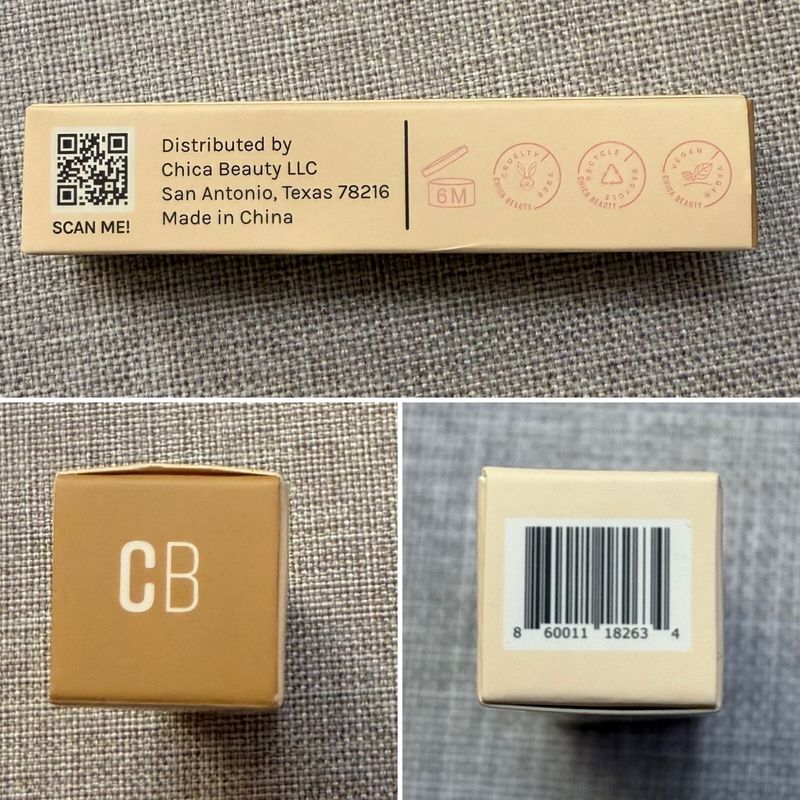 SCAN ME!
Distributed by
Chica Beauty LLC
San Antonio, Texas 78216
Made in China
6M
CRUELTY FREE
CHICA BEAUTY
RECYCLE RECYCLE
CHICA BEAUTY
VEGAN VEGAN
CHICA BEAUTY
CB
8 60011 18263 4